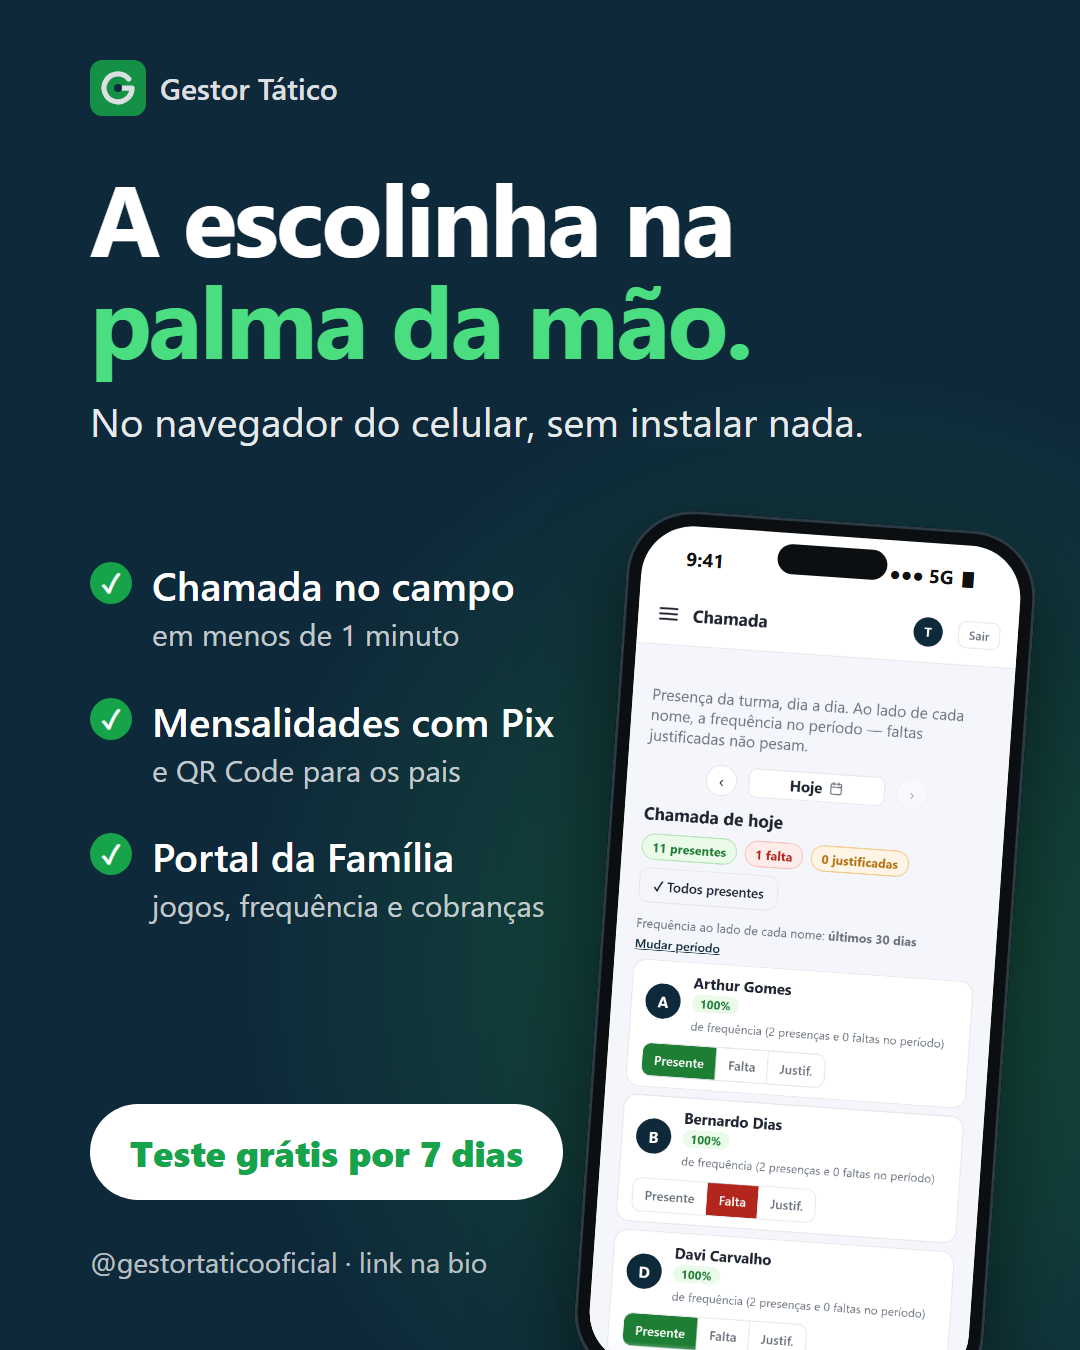 Gestor Tático
A escolinha na
palma da mão.
No navegador do celular, sem instalar nada.
Chamada no campo
em menos de 1 minuto
Mensalidades com Pix
e QR Code para os pais
Portal da Família
jogos, frequência e cobranças
Teste grátis por 7 dias
@gestortaticooficial · link na bio
9:41
5G
Chamada
T
Sair
Presença da turma, dia a dia. Ao lado de cada
nome, a frequência no período — faltas
justificadas não pesam.
‹
Hoje
›
Chamada de hoje
11 presentes
1 falta
0 justificadas
✓ Todos presentes
Frequência ao lado de cada nome: últimos 30 dias
Mudar período
A
Arthur Gomes
100%
de frequência (2 presenças e 0 faltas no período)
Presente
Falta
Justif.
B
Bernardo Dias
100%
de frequência (2 presenças e 0 faltas no período)
Presente
Falta
Justif.
D
Davi Carvalho
100%
de frequência (2 presenças e 0 faltas no período)
Presente
Falta
Justif.